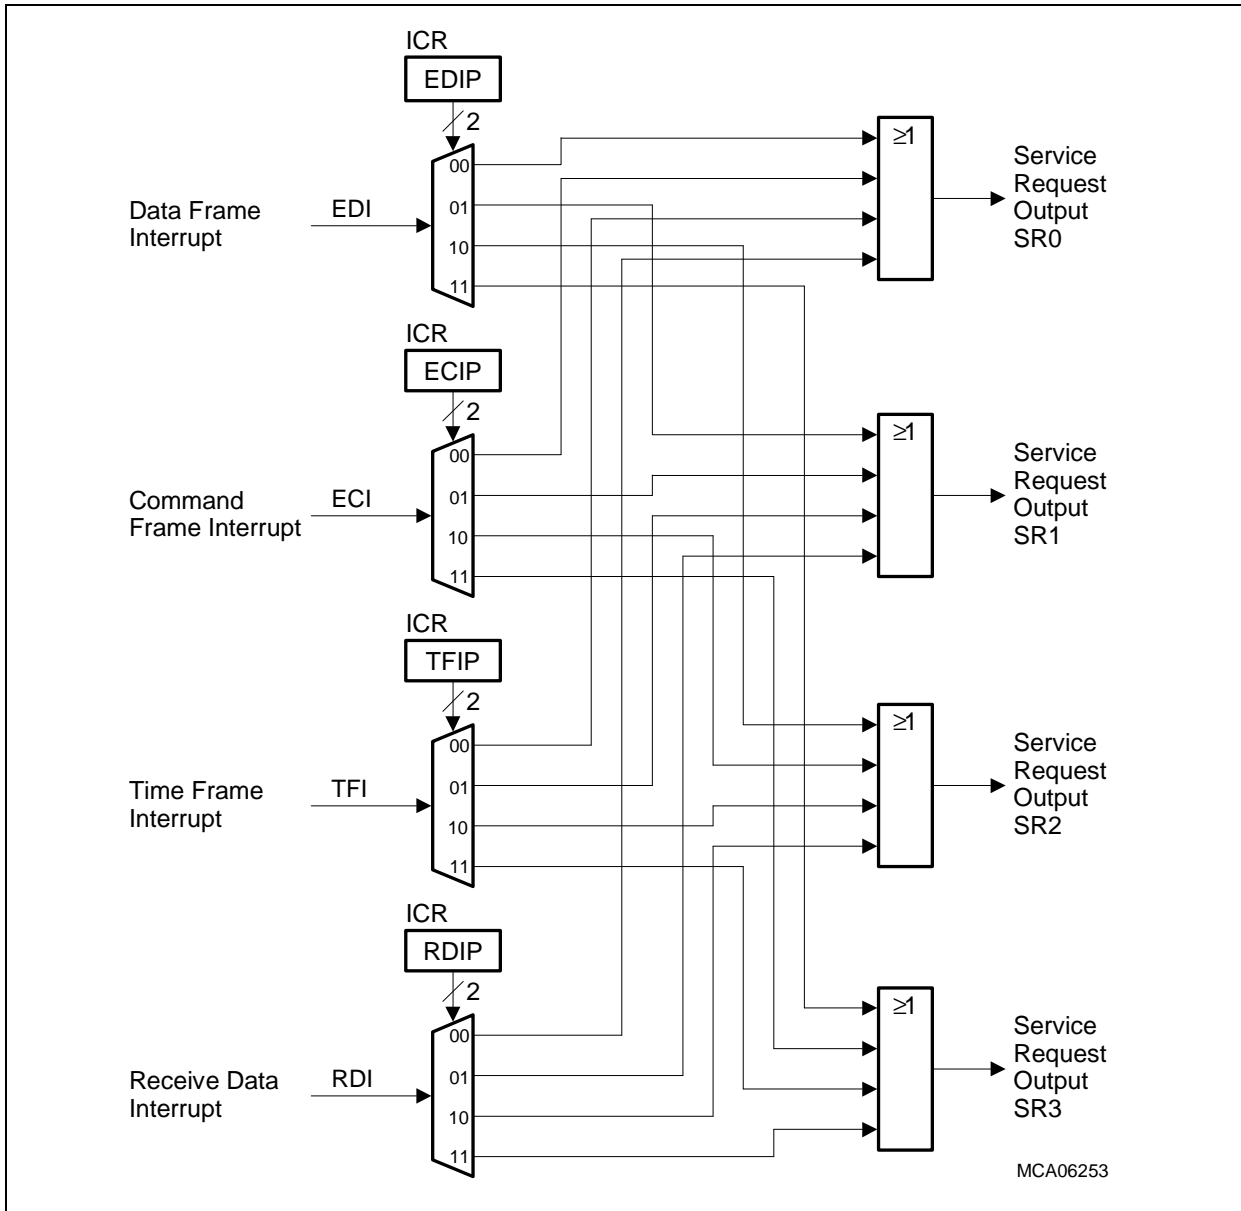 ICR
EDIP
2
00
01
10
11
Data Frame
Interrupt
EDI
≥1
Service
Request
Output
SR0
ICR
ECIP
2
00
01
10
11
Command
Frame Interrupt
ECI
≥1
Service
Request
Output
SR1
ICR
TFIP
2
00
01
10
11
Time Frame
Interrupt
TFI
≥1
Service
Request
Output
SR2
ICR
RDIP
2
00
01
10
11
Receive Data
Interrupt
RDI
≥1
Service
Request
Output
SR3
MCA06253